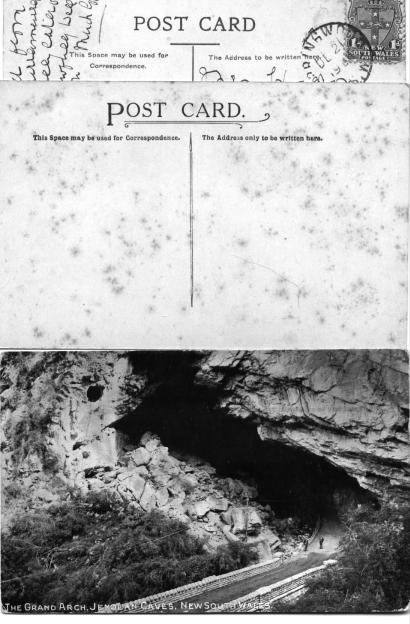 POST CARD
This Space may be used for
Correspondence.
The Address to be written here
NEW
SOUTH WALES
POSTAGE
POST CARD.
This Space may be used for Correspondence.
The Address only to be written here.
THE GRAND ARCH, JENOLAN CAVES, NEW SOUTH WALES.